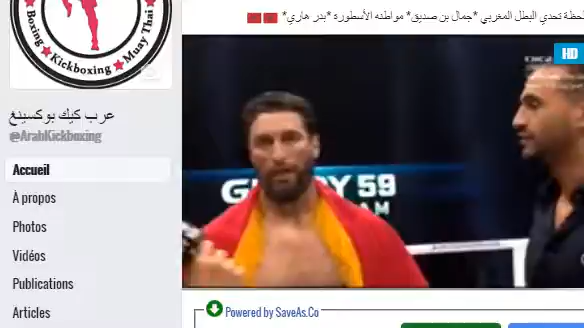 لحظة تحدي البطل المغربي *جمال بن صديق* مواطنه الأسطورة *بدر هاري*
Boxing ★ Kickboxing ★ Muay Thai
HD
عرب كيك بوكسينغ
@ArabKickboxing
Accueil
À propos
Photos
Vidéos
Publications
Articles
59
Powered by SaveAs.Co